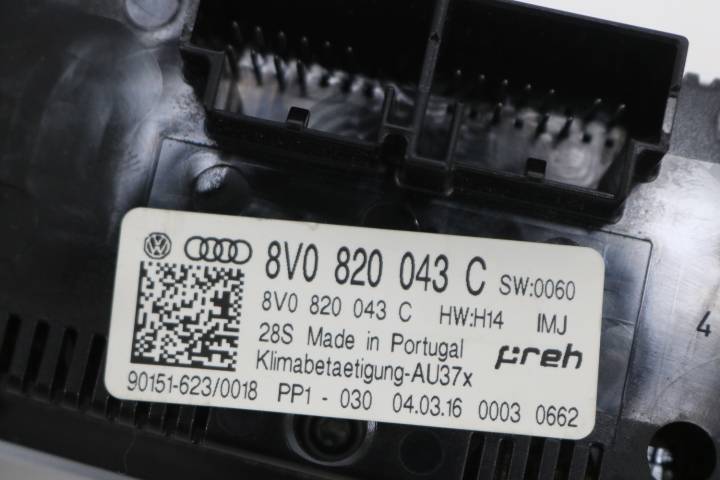 8V0 820 043 C SW:0060
8V0 820 043 C HW:H14 IMJ
28S Made in Portugal
preh
Klimabetaetigung-AU37x
90151-623/0018 PP1 - 030 04.03.16 0003 0662
4